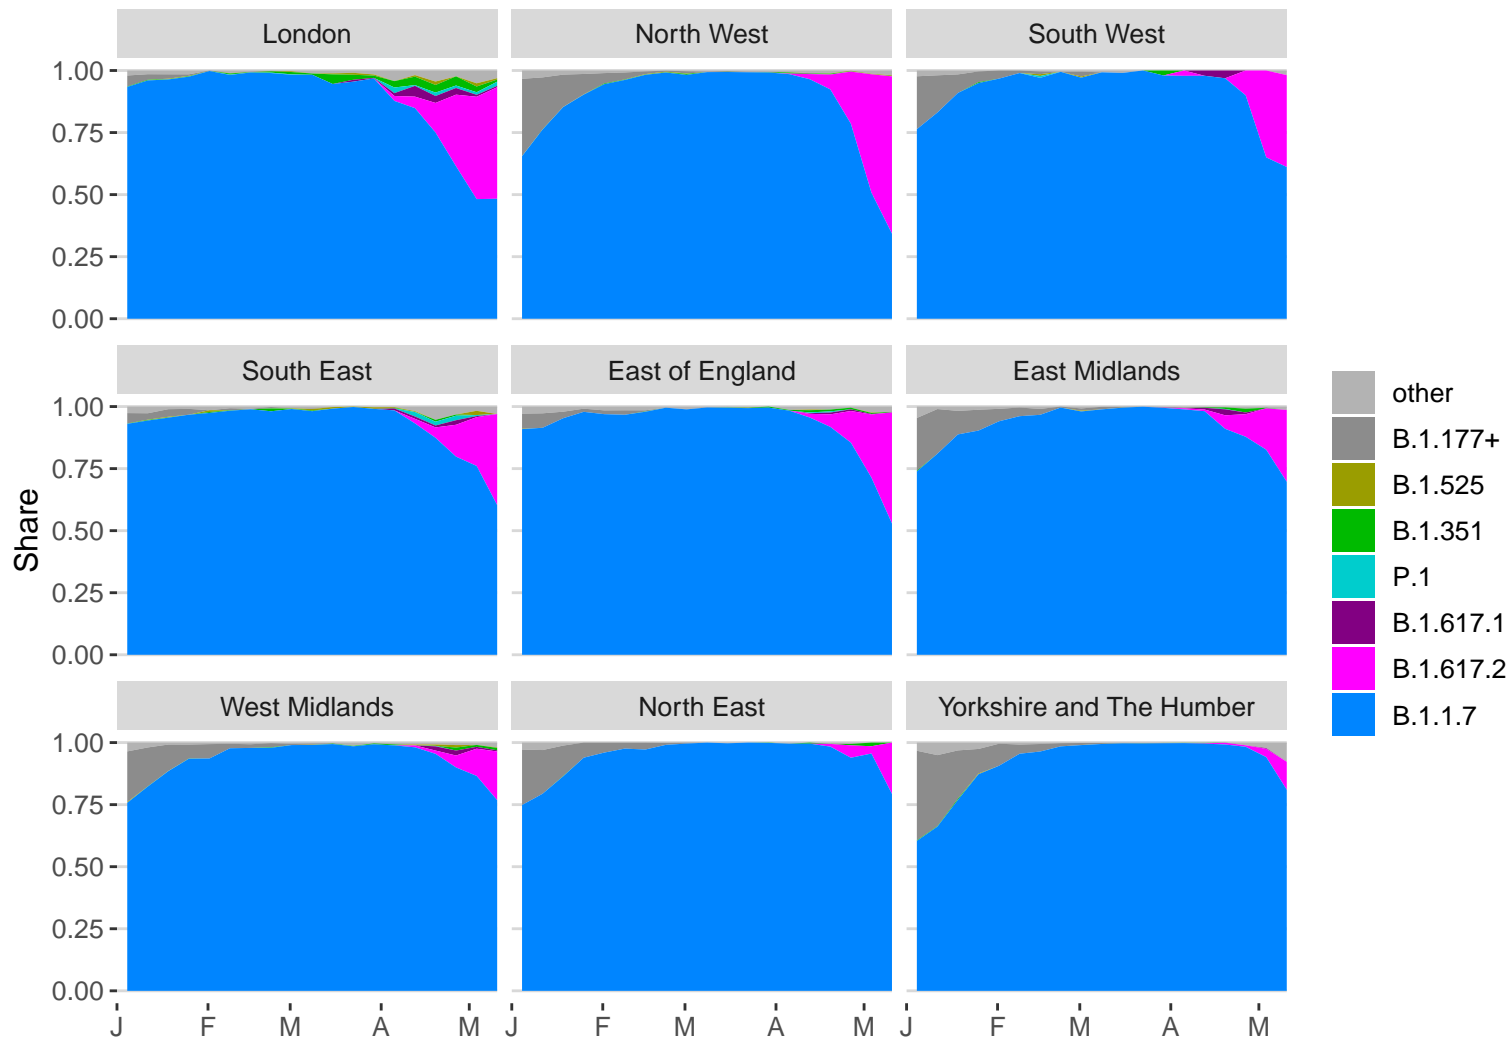 London
North West
South West
1.00
0.75
0.50
0.25
0.00
South East
East of England
East Midlands
1.00
0.75
0.50
0.25
0.00
Share
West Midlands
North East
Yorkshire and The Humber
1.00
0.75
0.50
0.25
0.00
J F M A M J F M A M J F M A M
other
B.1.177+
B.1.525
B.1.351
P.1
B.1.617.1
B.1.617.2
B.1.1.7